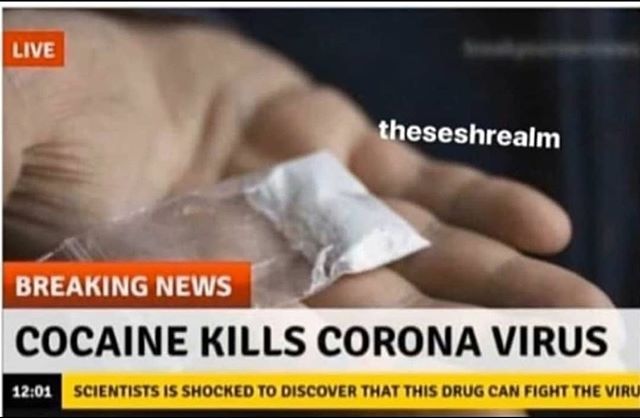 LIVE
theseshrealm
BREAKING NEWS
COCAINE KILLS CORONA VIRUS
12:01 SCIENTISTS IS SHOCKED TO DISCOVER THAT THIS DRUG CAN FIGHT THE VIRU